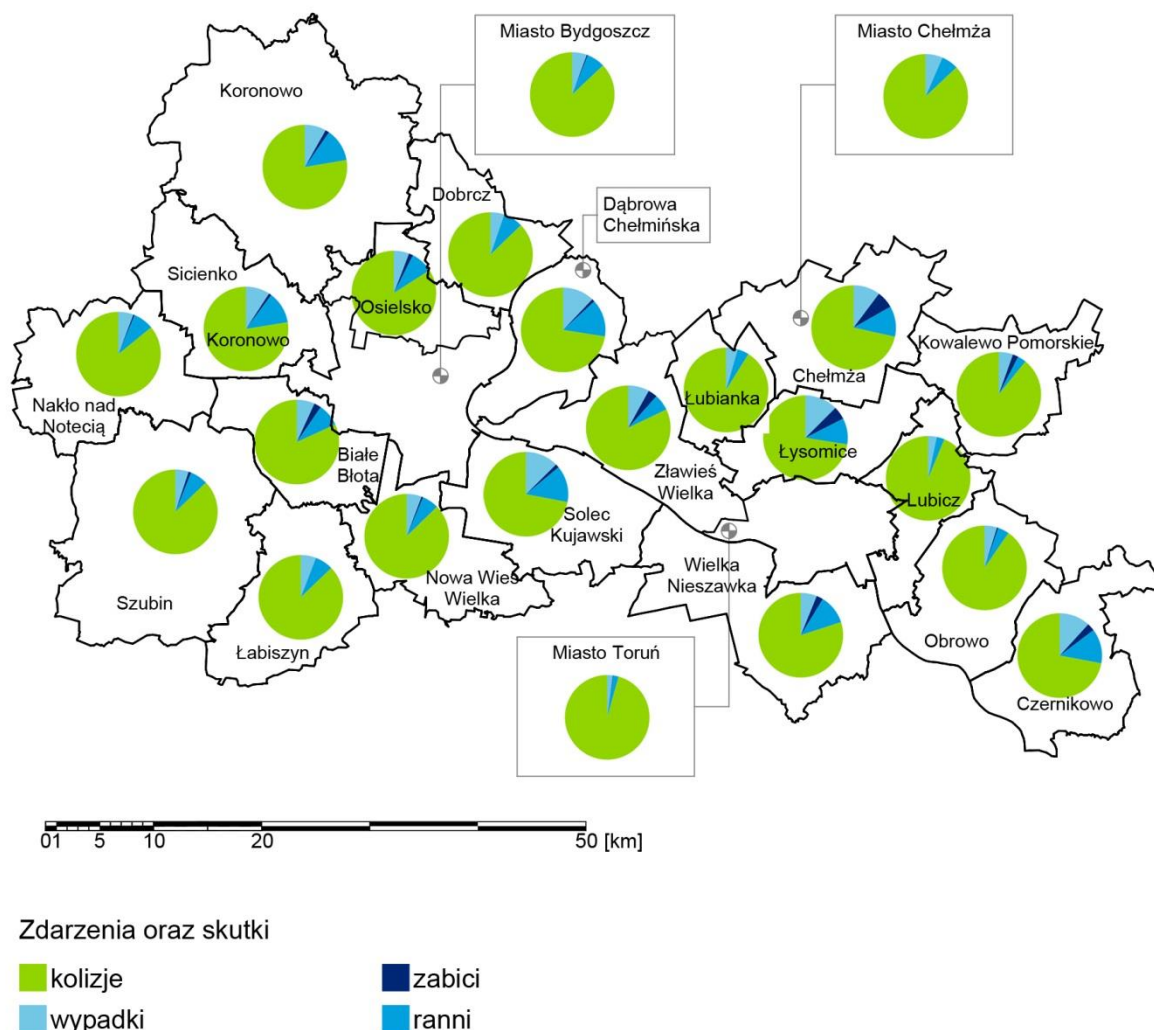 Miasto Bydgoszcz
Miasto Chełmża
Koronowo
Dobrcz
Dąbrowa
Chełmińska
Sicienko
Osielsko
Koronowo
Kowalewo Pomorskie
Chełmża
Łubianka
Nakło nad
Notecią
Łysomice
Białe
Błota
Zławieś
Wielka
Lubicz
Solec
Kujawski
Wielka
Nieszawka
Nowa Wieś
Wielka
Szubin
Łabiszyn
Obrowo
Miasto Toruń
Czernikowo
01 5 10 20 50 [km]
Zdarzenia oraz skutki
kolizje zabici
wypadki ranni